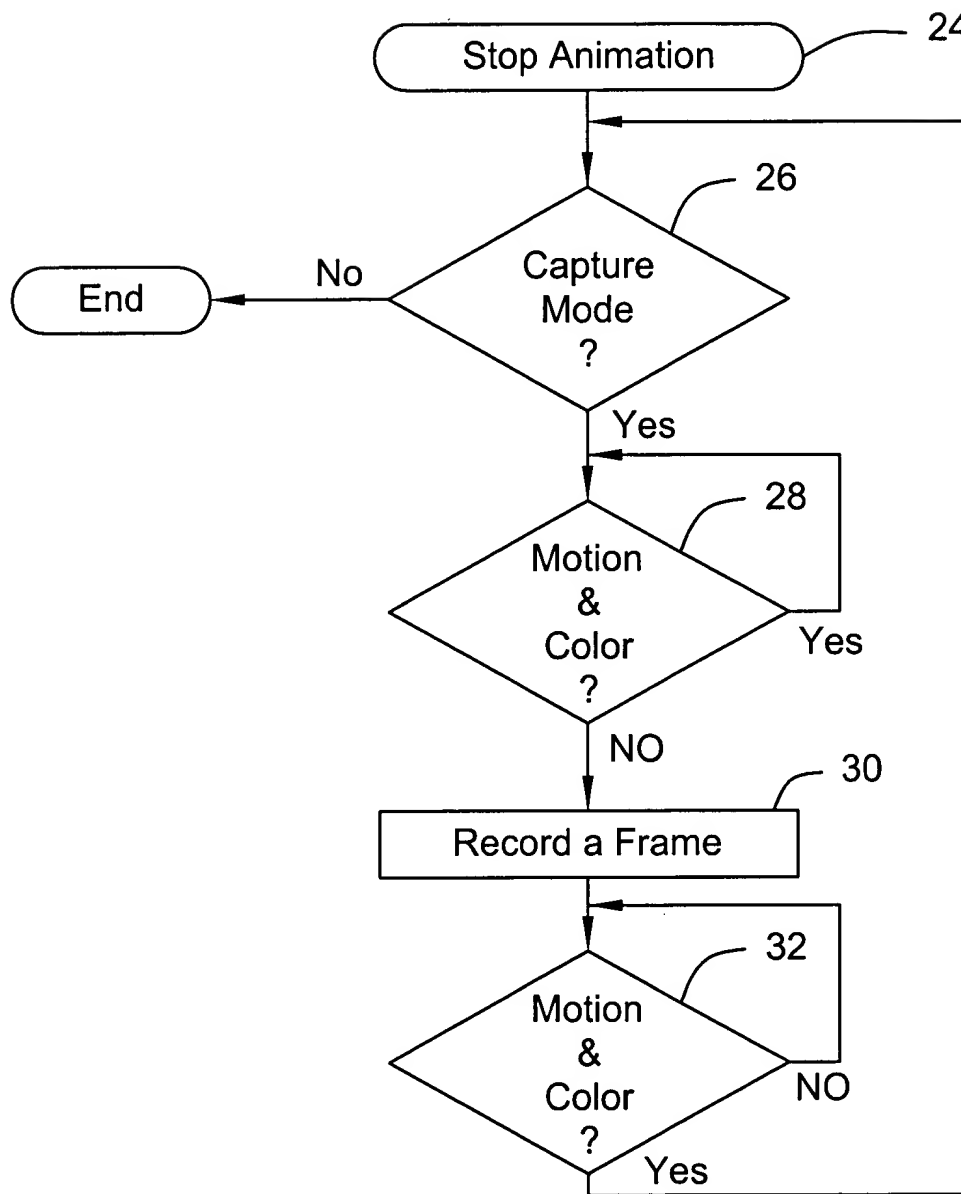 Stop Animation
24
26
Capture
Mode
?
No
End
Yes
28
Motion
&
Color
?
Yes
NO
30
Record a Frame
32
Motion
&
Color
?
NO
Yes